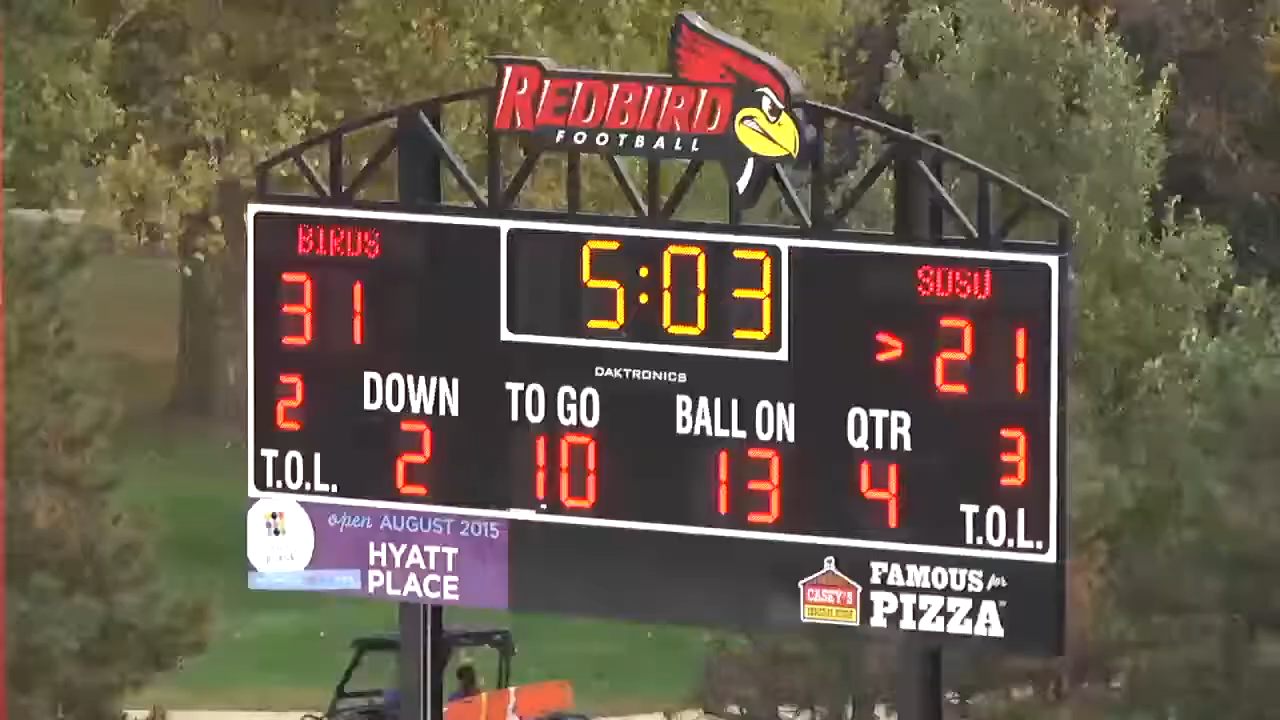 REDBIRD
FOOTBALL
BIRDS
5:03
SDSU
31
> 21
DAKTRONICS
2
DOWN
TO GO
BALL ON
QTR
3
T.O.L.
2
10
13
4
T.O.L.
open AUGUST 2015
HYATT
PLACE
CASEY'S
FAMOUS for
PIZZA